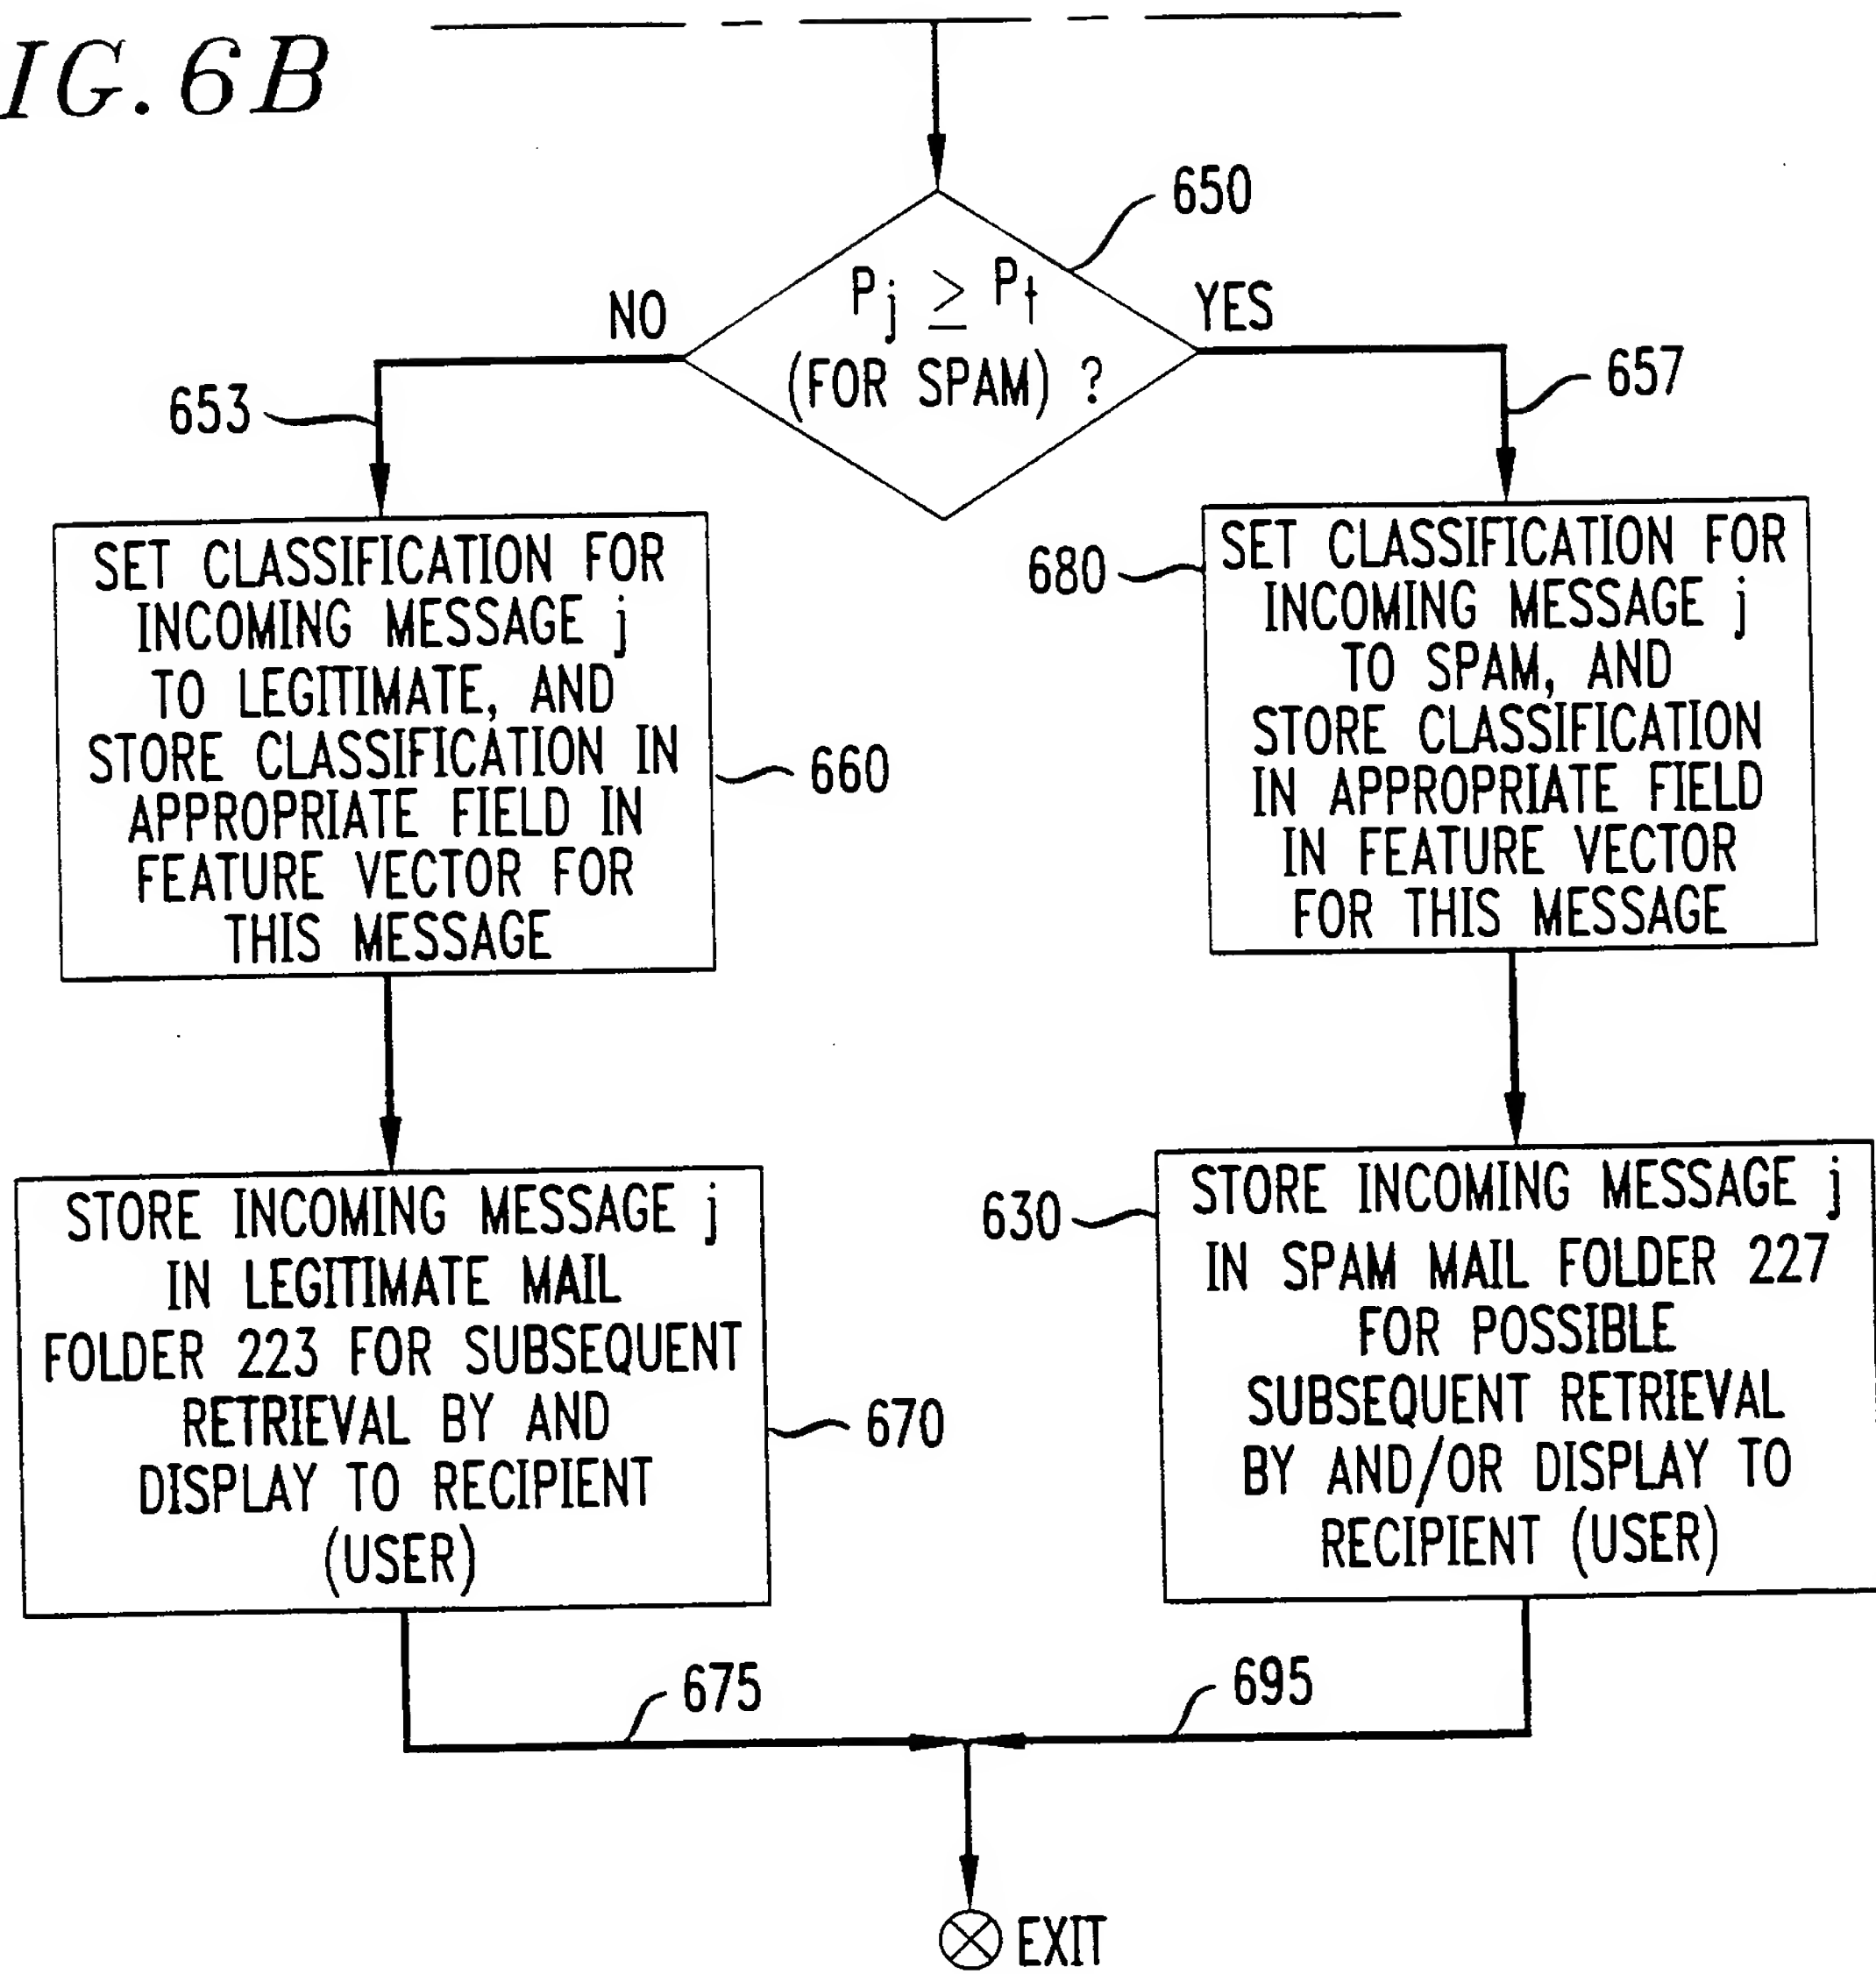 IG. 6B
650
P j ≥ P t
(FOR SPAM) ?
NO
YES
653
657
SET CLASSIFICATION FOR
INCOMING MESSAGE j
TO LEGITIMATE, AND
STORE CLASSIFICATION IN
APPROPRIATE FIELD IN
FEATURE VECTOR FOR
THIS MESSAGE
660
680
SET CLASSIFICATION FOR
INCOMING MESSAGE j
TO SPAM, AND
STORE CLASSIFICATION
IN APPROPRIATE FIELD
IN FEATURE VECTOR
FOR THIS MESSAGE
STORE INCOMING MESSAGE j
IN LEGITIMATE MAIL
FOLDER 223 FOR SUBSEQUENT
RETRIEVAL BY AND
DISPLAY TO RECIPIENT
(USER)
670
630
STORE INCOMING MESSAGE j
IN SPAM MAIL FOLDER 227
FOR POSSIBLE
SUBSEQUENT RETRIEVAL
BY AND/OR DISPLAY TO
RECIPIENT (USER)
675
695
EXIT